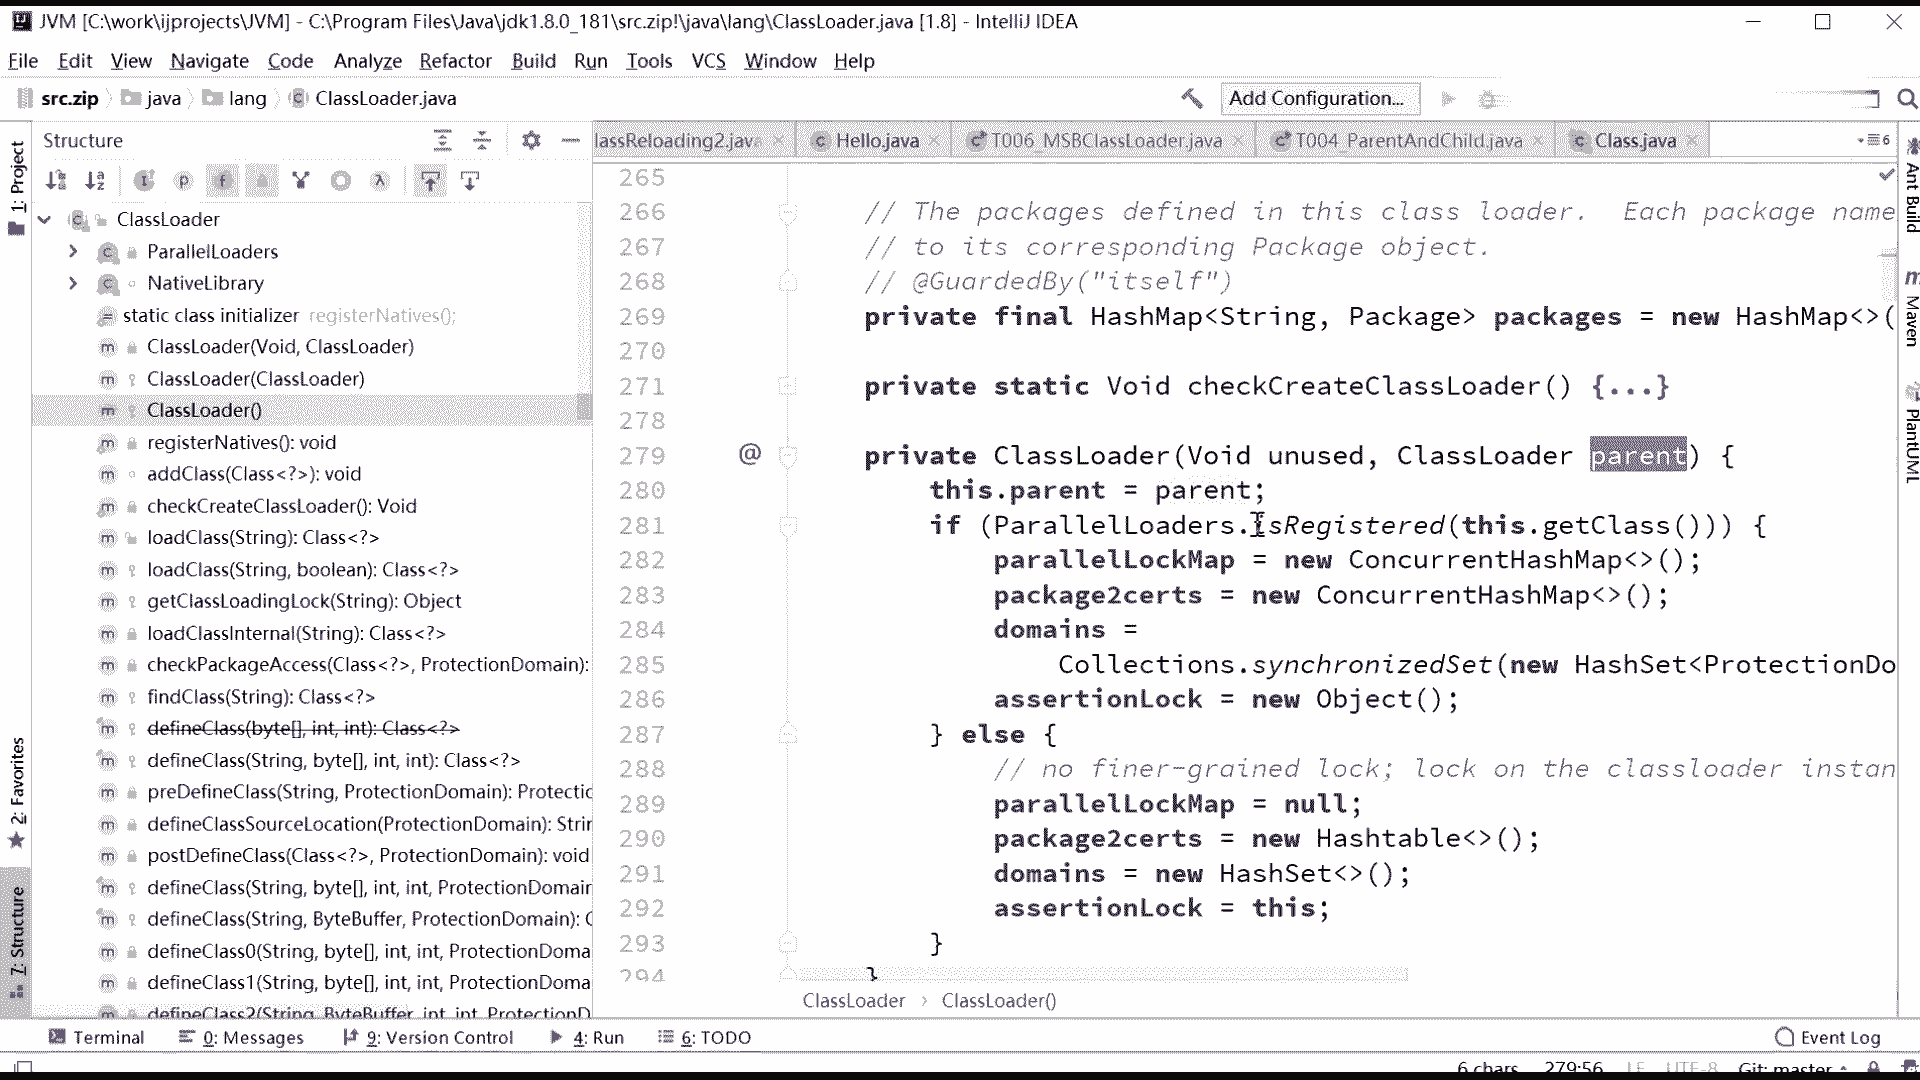 JVM [C:\work\ijprojects\JVM] - C:\Program Files\Java\jdk1.8.0_181\src.zip!\java\lang\ClassLoader.java [1.8] - IntelliJ IDEA
File Edit View Navigate Code Analyze Refactor Build Run Tools VCS Window Help
src.zip java lang ClassLoader.java Add Configuration...
Structure
lassReloading2.java Hello.java T006_MSBClassLoader.java T004_ParentAndChild.java Class.java 6
1: Project
2: Favorites
7: Structure
ClassLoader
ParallelLoaders
NativeLibrary
static class initializer registerNatives();
ClassLoader(Void, ClassLoader)
ClassLoader(ClassLoader)
ClassLoader()
registerNatives(): void
addClass(Class<?>): void
checkCreateClassLoader(): Void
loadClass(String): Class<?>
loadClass(String, boolean): Class<?>
getClassLoadingLock(String): Object
loadClassInternal(String): Class<?>
checkPackageAccess(Class<?>, ProtectionDomain):
findClass(String): Class<?>
defineClass(byte[], int, int): Class<?>
defineClass(String, byte[], int, int): Class<?>
preDefineClass(String, ProtectionDomain): Protectic
defineClassSourceLocation(ProtectionDomain): Strir
postDefineClass(Class<?>, ProtectionDomain): void
defineClass(String, byte[], int, int, ProtectionDomair
defineClass(String, ByteBuffer, ProtectionDomain): C
defineClass0(String, byte[], int, int, ProtectionDoma
defineClass1(String, byte[], int, int, ProtectionDoma
defineClass2(String, ByteBuffer, int, int, ProtectionD
265
266 // The packages defined in this class loader.  Each package name
267 // to its corresponding Package object.
268 // @GuardedBy("itself")
269 private final HashMap<String, Package> packages = new HashMap<>(
270
271 private static Void checkCreateClassLoader() {...}
278
279 @ private ClassLoader(Void unused, ClassLoader parent) {
280 this.parent = parent;
281 if (ParallelLoaders.isRegistered(this.getClass())) {
282 parallelLockMap = new ConcurrentHashMap<>();
283 package2certs = new ConcurrentHashMap<>();
284 domains =
285 Collections.synchronizedSet(new HashSet<ProtectionDo
286 assertionLock = new Object();
287 } else {
288 // no finer-grained lock; lock on the classloader instan
289 parallelLockMap = null;
290 package2certs = new Hashtable<>();
291 domains = new HashSet<>();
292 assertionLock = this;
293 }
294 }
ClassLoader ClassLoader()
Ant Build
Maven
PlantUML
Terminal 0: Messages 9: Version Control 4: Run 6: TODO Event Log
6 chars 279:56 LF UTF-8 Git: master